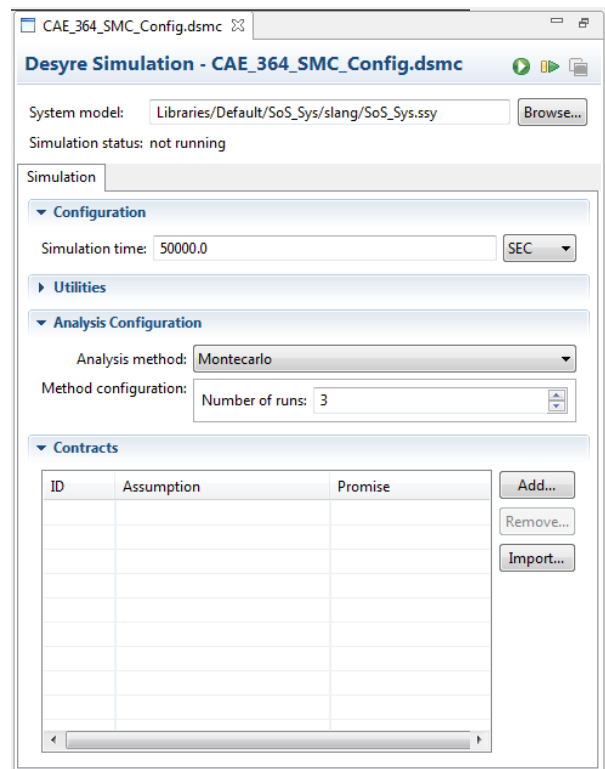 CAE_364_SMC_Config.dsmc
Desyre Simulation - CAE_364_SMC_Config.dsmc
System model: Libraries/Default/SoS_Sys/slang/SoS_Sys.ssy Browse...
Simulation status: not running
Simulation
Configuration
Simulation time: 50000.0 SEC
Utilities
Analysis Configuration
Analysis method: Montecarlo
Method configuration: Number of runs: 3
Contracts
ID Assumption Promise Add...
Remove...
Import...